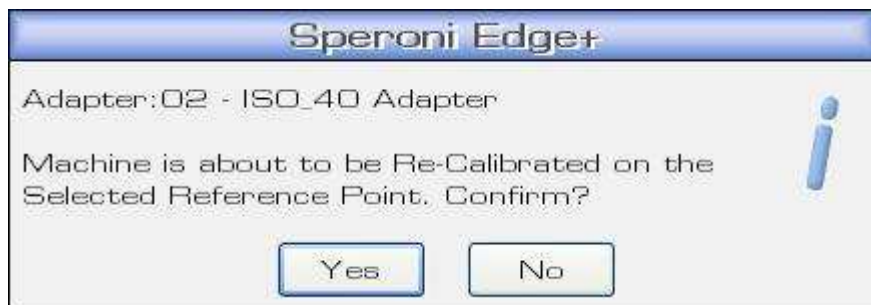 Speroni Edge+
Adapter:02 - ISO_40 Adapter
Machine is about to be Re-Calibrated on the
Selected Reference Point. Confirm?
Yes No